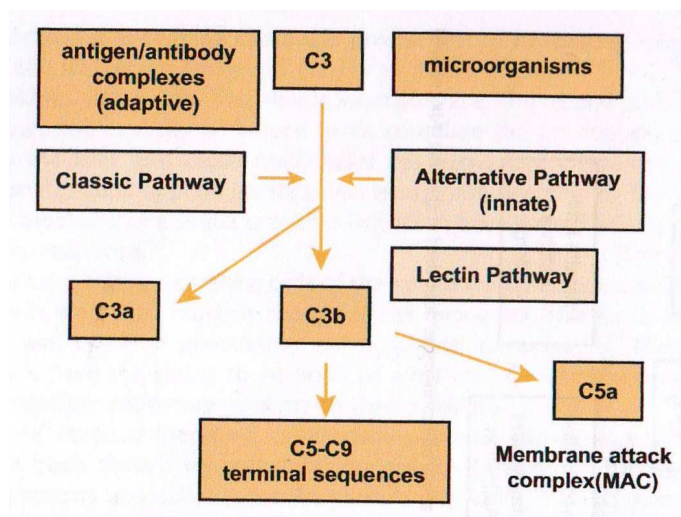 antigen/antibody
complexes
(adaptive)
C3
microorganisms
Classic Pathway
Alternative Pathway
(innate)
Lectin Pathway
C3a
C3b
C5a
C5-C9
terminal sequences
Membrane attack
complex(MAC)